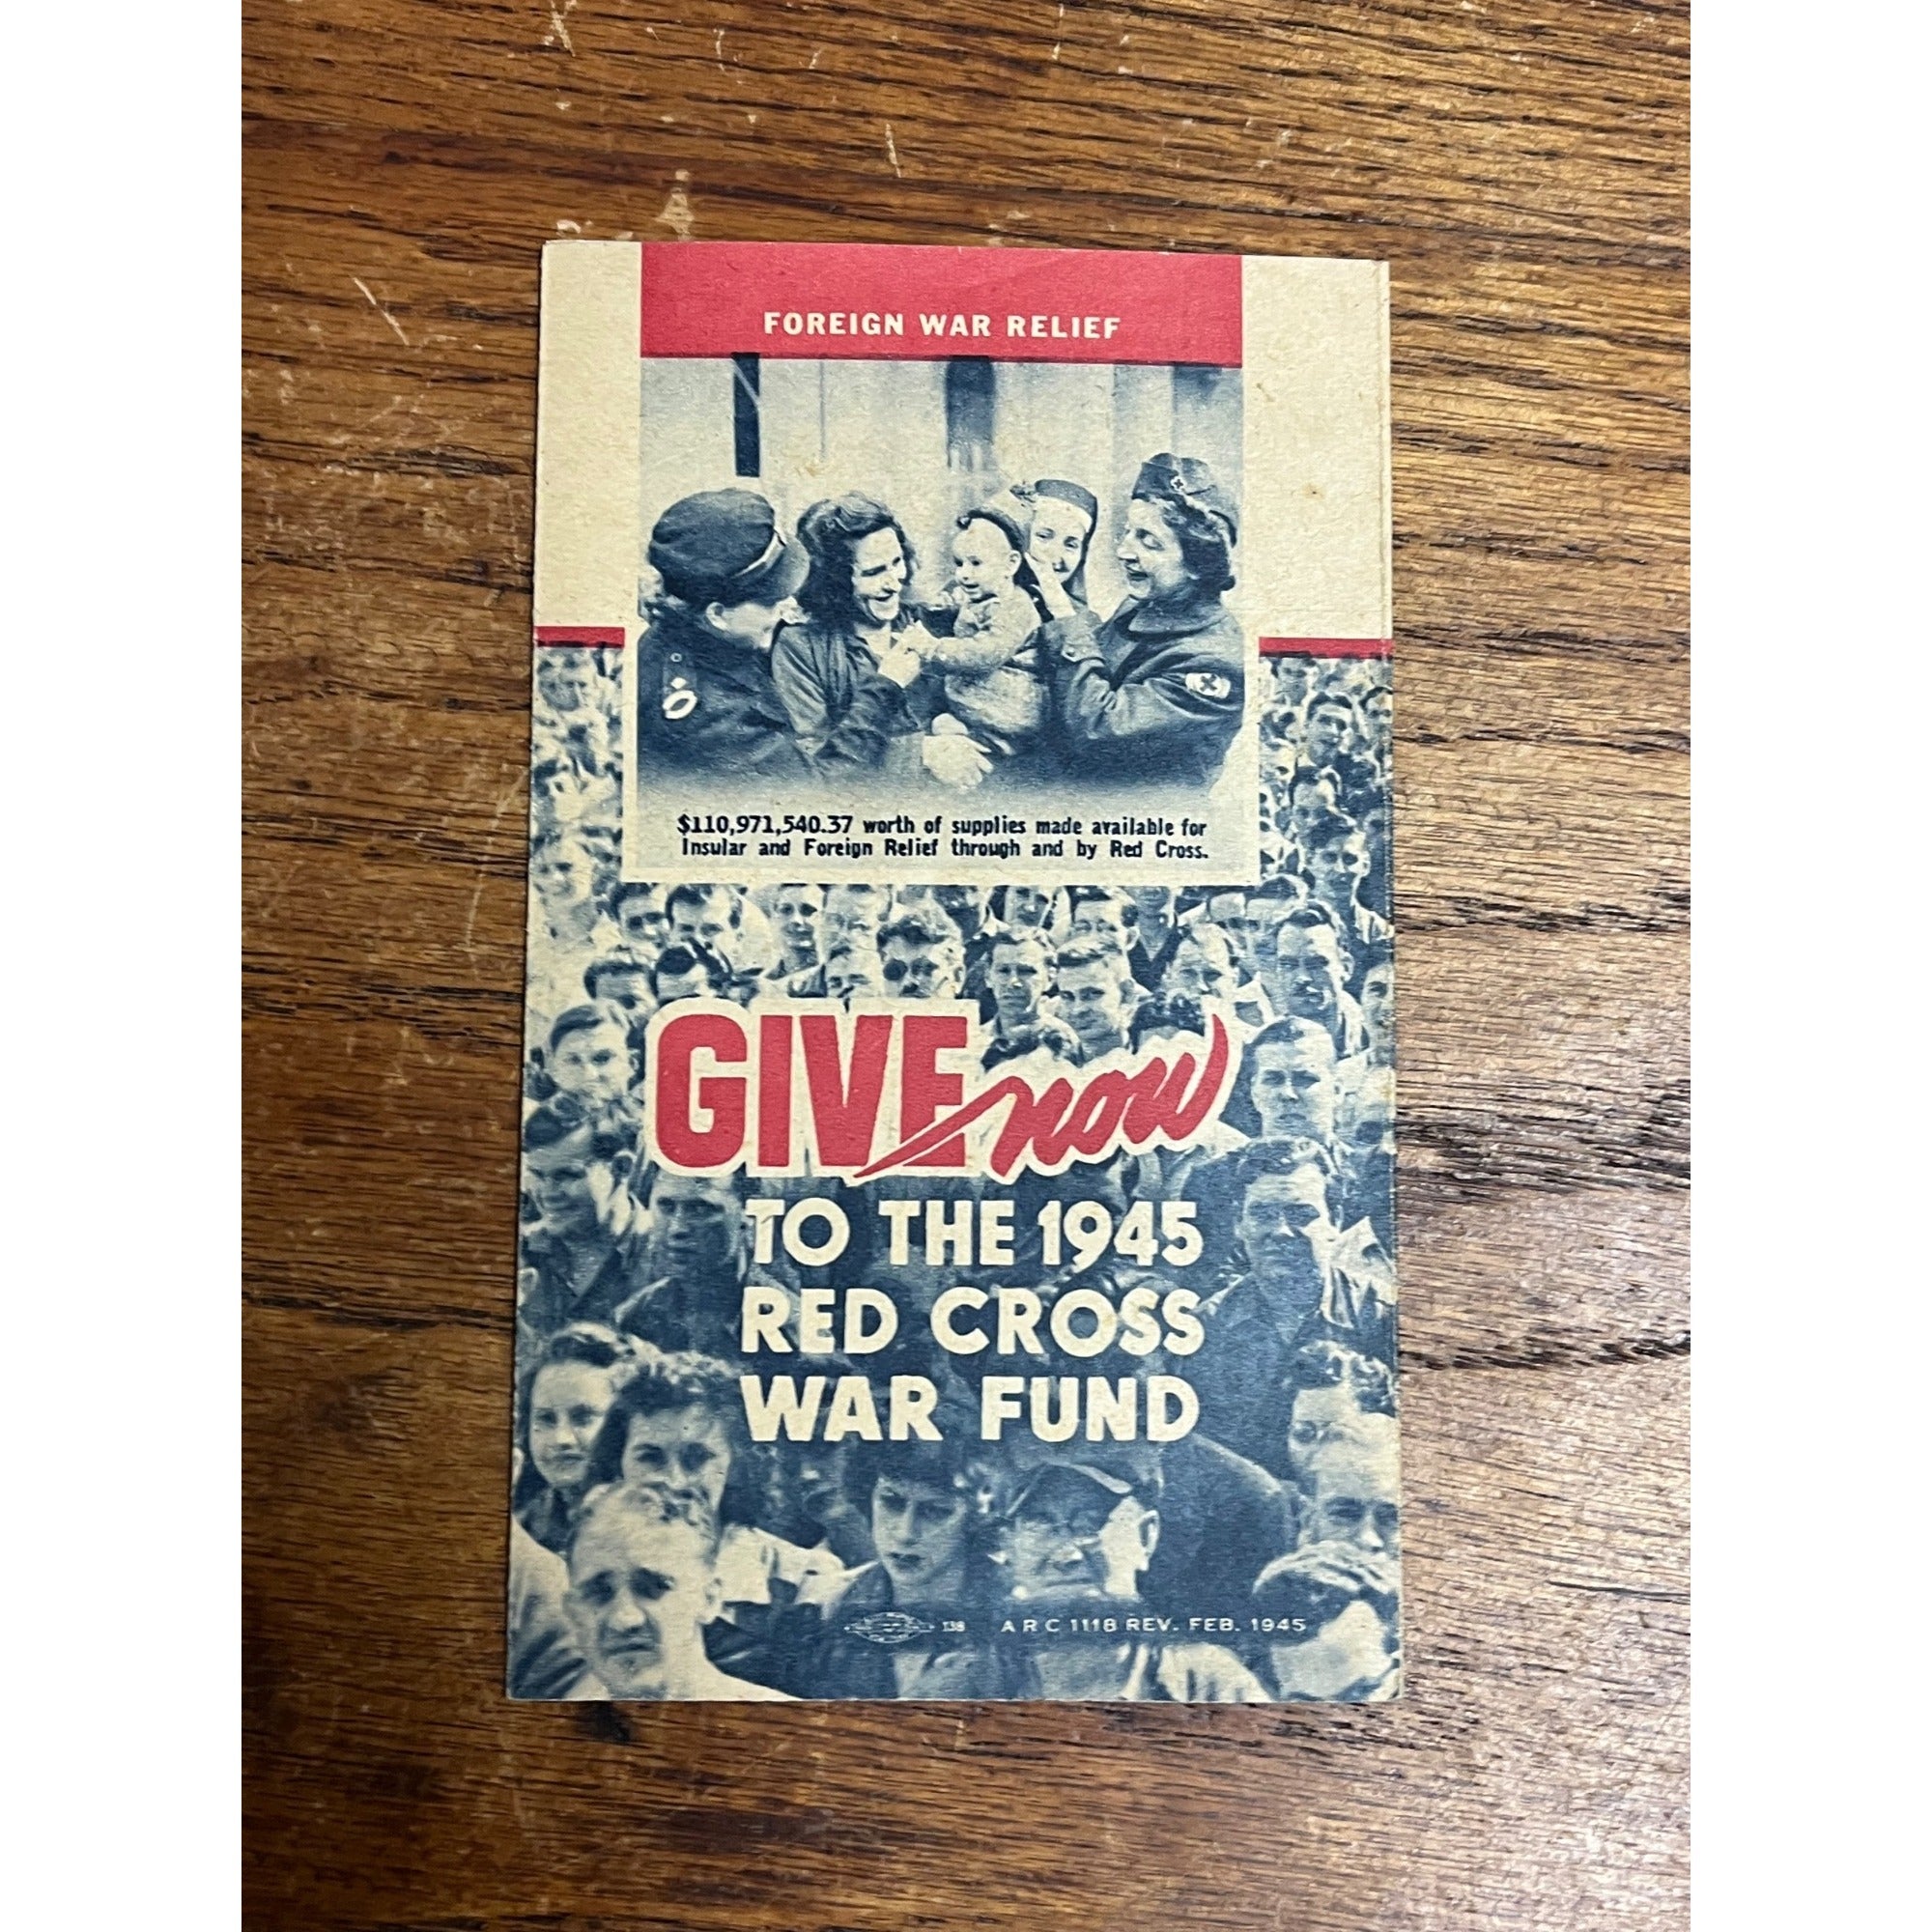 FOREIGN WAR RELIEF
$110,971,540.37 worth of supplies made available for
Insular and Foreign Relief through and by Red Cross.
GIVE now
TO THE 1945
RED CROSS
WAR FUND
138 ARC 1118 REV. FEB. 1945